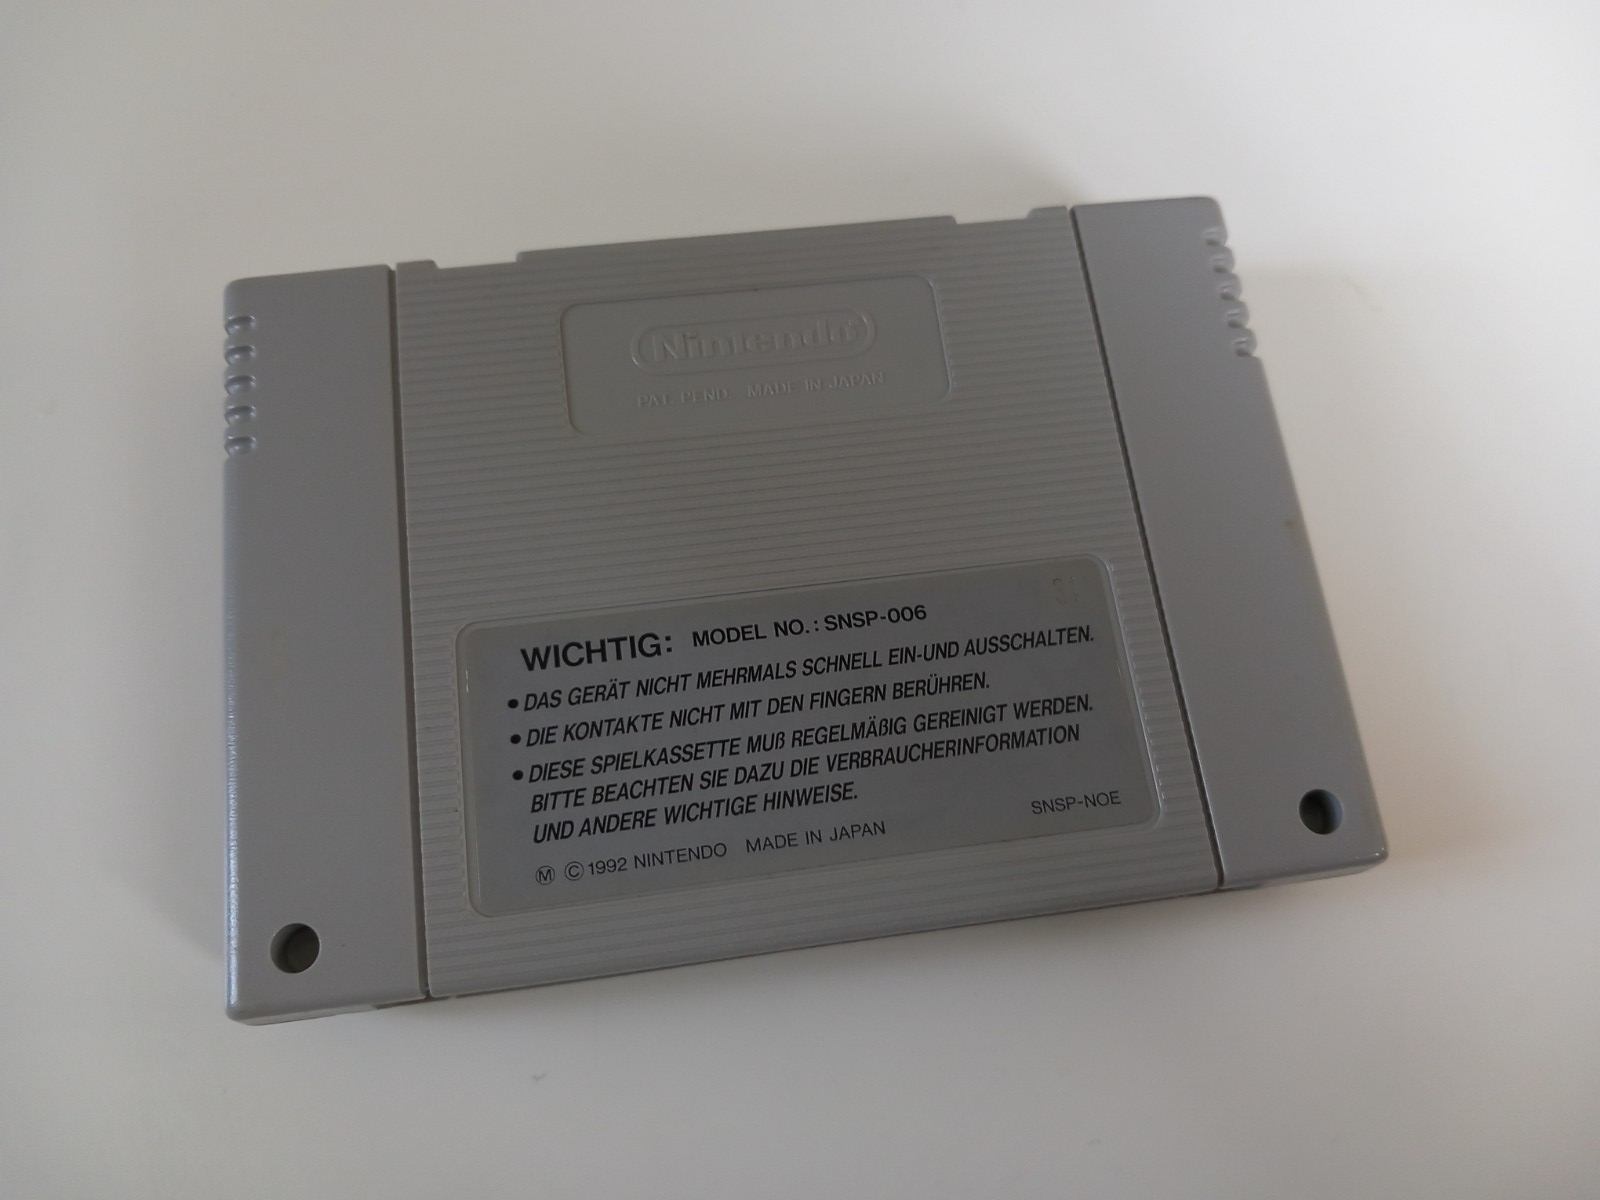 Nintendo
PAT. PEND. MADE IN JAPAN
WICHTIG: MODEL NO.: SNSP-006
• DAS GERÄT NICHT MEHRMALS SCHNELL EIN-UND AUSSCHALTEN.
• DIE KONTAKTE NICHT MIT DEN FINGERN BERÜHREN.
• DIESE SPIELKASSETTE MUß REGELMÄßIG GEREINIGT WERDEN.
BITTE BEACHTEN SIE DAZU DIE VERBRAUCHERINFORMATION
UND ANDERE WICHTIGE HINWEISE.
SNSP-NOE
Ⓜ © 1992 NINTENDO MADE IN JAPAN